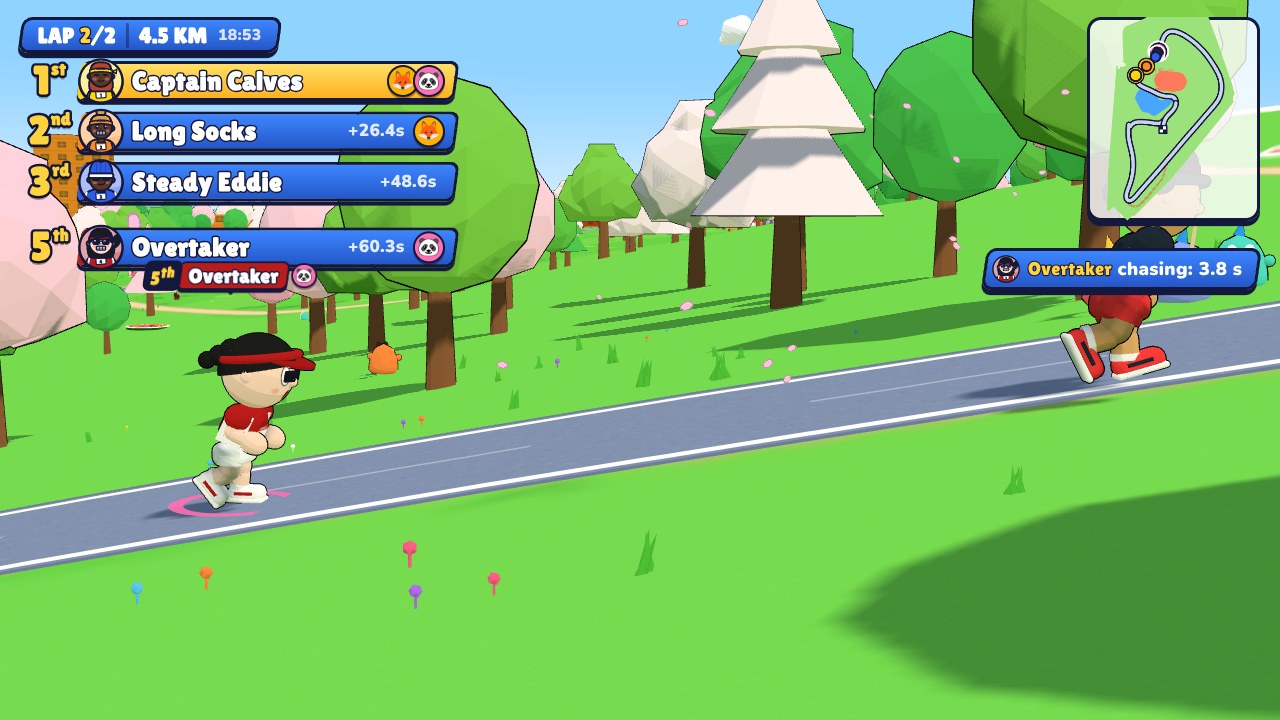 LAP 2/2 4.5 KM 18:53
1st Captain Calves
2nd Long Socks +26.4s
3rd Steady Eddie +48.6s
5th Overtaker +60.3s
5th Overtaker
Overtaker chasing: 3.8 s